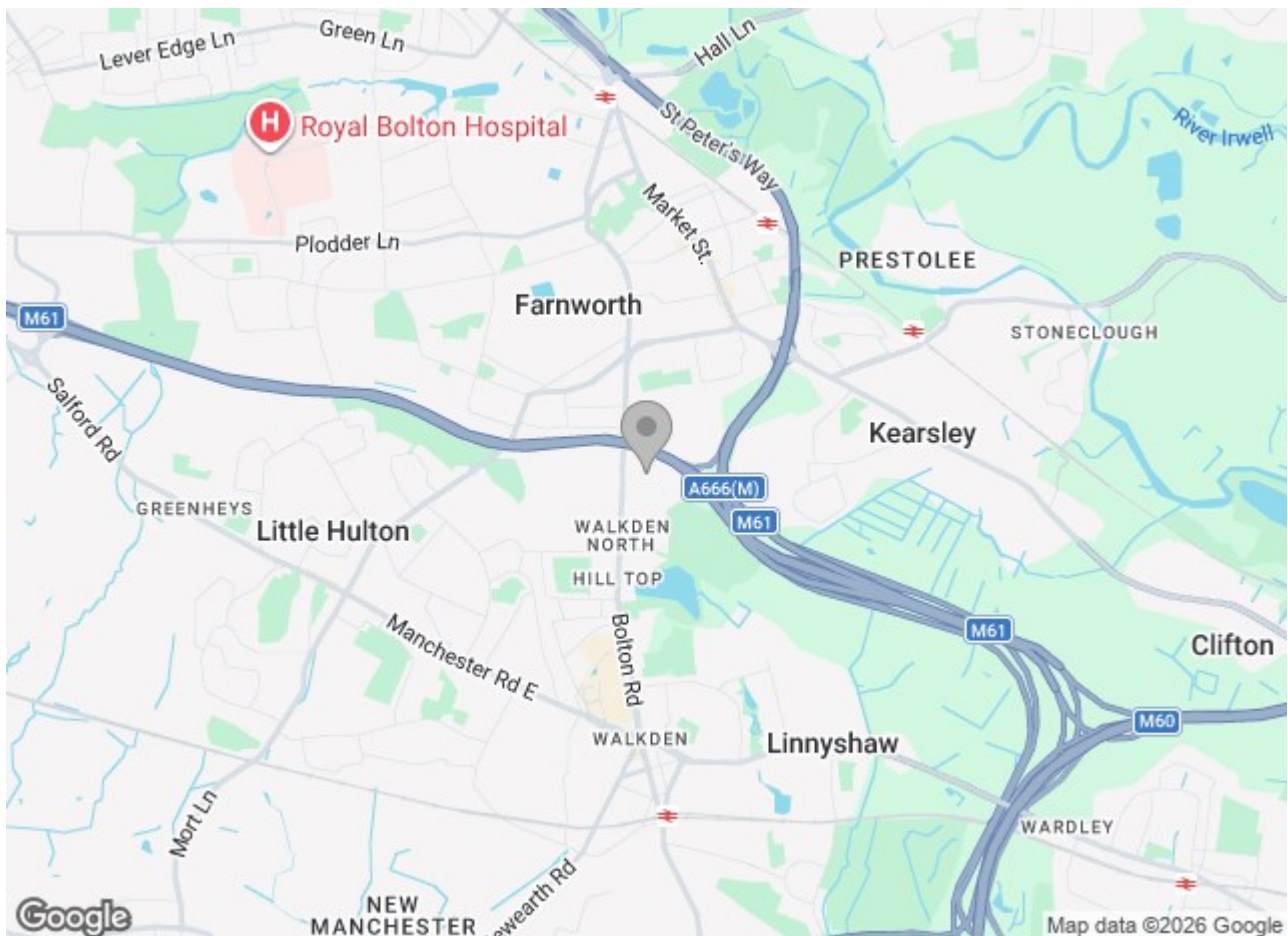 Lever Edge Ln
Green Ln
Hall Ln
H
Royal Bolton Hospital
St Peter's Way
River Irwell
Market St.
Plodder Ln
PRESTOLEE
Farnworth
M61
STONECLOUGH
Salford Rd
Kearsley
A666(M)
M61
GREENHEYS
Little Hulton
WALKDEN
NORTH
HILL TOP
Bolton Rd
M61
Clifton
Manchester Rd E
M60
WALKDEN
Linnyshaw
Mort Ln
WARDLEY
NEW
MANCHESTER
ewearth Rd
Google
Map data ©2026 Google